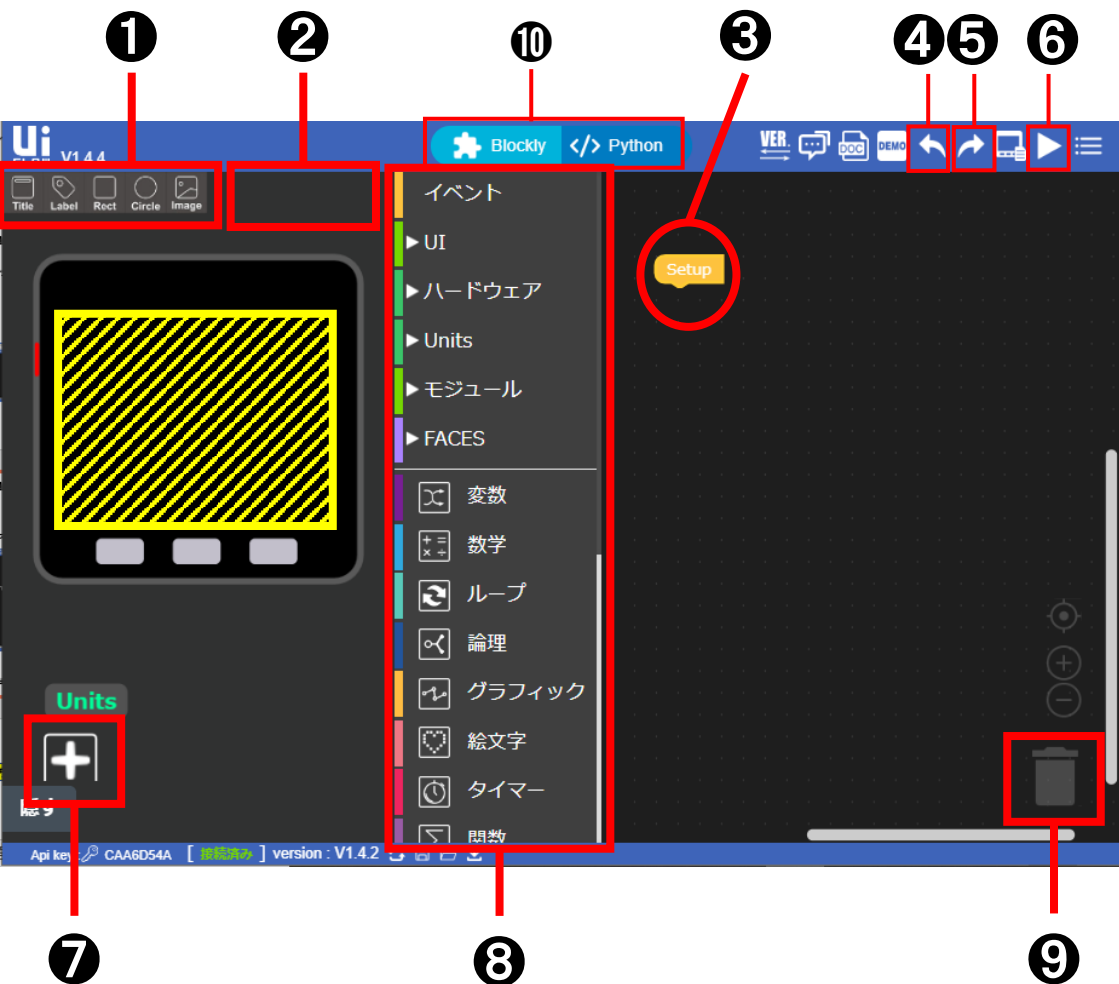 ❶ ❷ ⑩ ❸ ❹ ❺ ❻
Ui
V1.4.4
Blockly </> Python
VER. DOC DEMO
Title Label Rect Circle Image
イベント
UI
ハードウェア
Units
モジュール
FACES
変数
数学
ループ
論理
グラフィック
絵文字
タイマー
関数
Setup
Units
隠す
Api key CAA6D54A [ 接続済み ] version : V1.4.2
❼ ❽ ❾